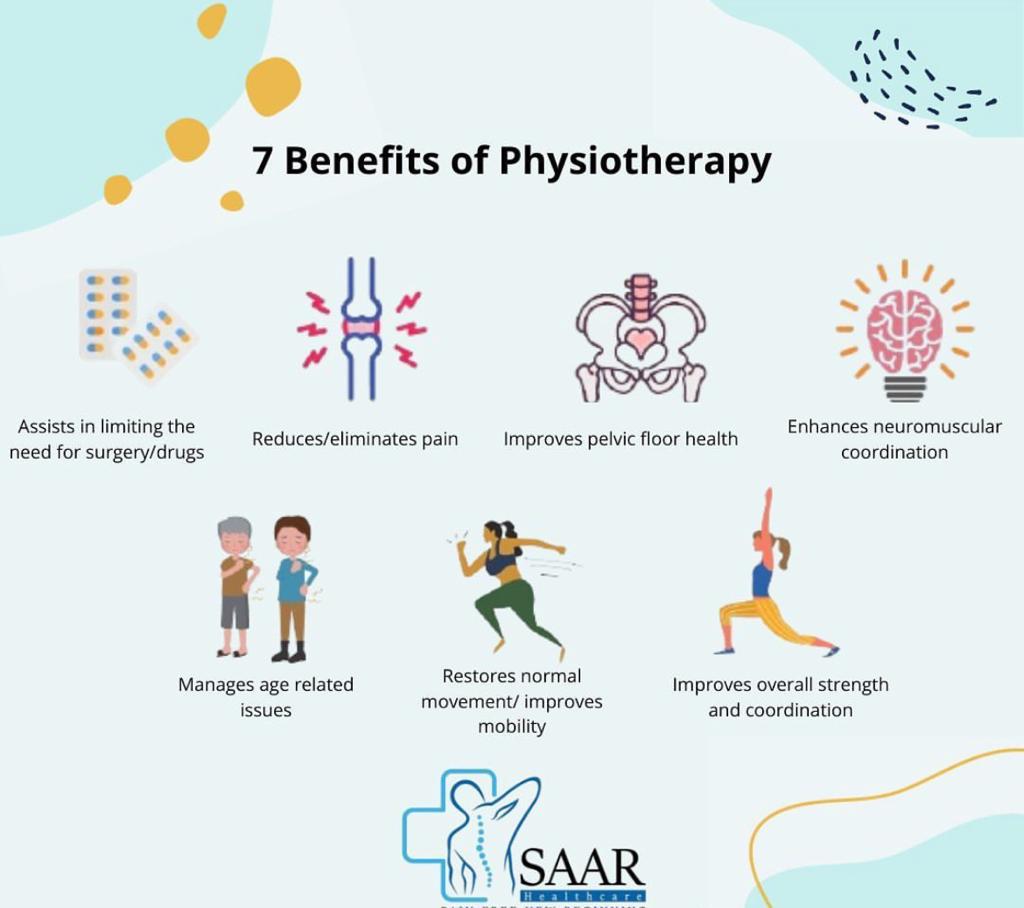 7 Benefits of Physiotherapy
Assists in limiting the
need for surgery/drugs
Reduces/eliminates pain
Improves pelvic floor health
Enhances neuromuscular
coordination
Manages age related
issues
Restores normal
movement/ improves
mobility
Improves overall strength
and coordination
SAAR
Healthcare